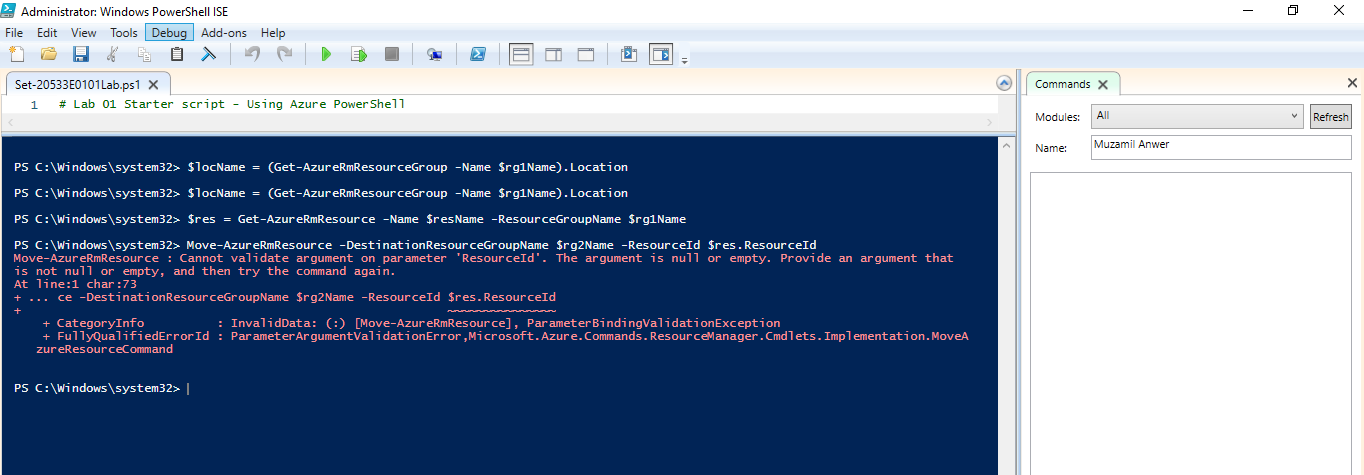 Administrator: Windows PowerShell ISE
File Edit View Tools Debug Add-ons Help
Set-20533E0101Lab.ps1
1 # Lab 01 Starter script - Using Azure PowerShell
PS C:\Windows\system32> $locName = (Get-AzureRmResourceGroup -Name $rg1Name).Location
PS C:\Windows\system32> $locName = (Get-AzureRmResourceGroup -Name $rg1Name).Location
PS C:\Windows\system32> $res = Get-AzureRmResource -Name $resName -ResourceGroupName $rg1Name
PS C:\Windows\system32> Move-AzureRmResource -DestinationResourceGroupName $rg2Name -ResourceId $res.ResourceId
Move-AzureRmResource : Cannot validate argument on parameter 'ResourceId'. The argument is null or empty. Provide an argument that
is not null or empty, and then try the command again.
At line:1 char:73
+ ... ce -DestinationResourceGroupName $rg2Name -ResourceId $res.ResourceId
+ ~~~~~~~~~~~~~~~
+ CategoryInfo : InvalidData: (:) [Move-AzureRmResource], ParameterBindingValidationException
+ FullyQualifiedErrorId : ParameterArgumentValidationError,Microsoft.Azure.Commands.ResourceManager.Cmdlets.Implementation.MoveA
zureResourceCommand
PS C:\Windows\system32>
Commands
Modules: All Refresh
Name: Muzamil Anwer